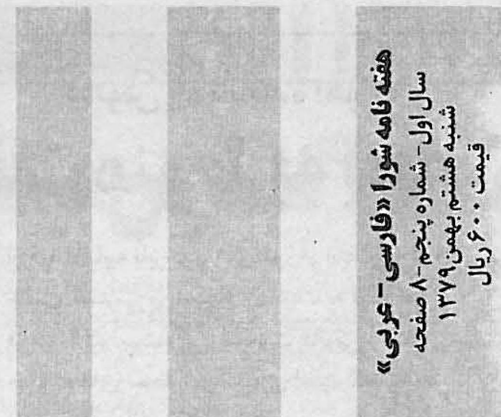 هفته نامه شورا «فارسی - عربی»
سال اول - شماره پنجم - ۸ صفحه
شنبه هشتم بهمن ۱۳۷۹
قیمت ۶۰۰ ریال